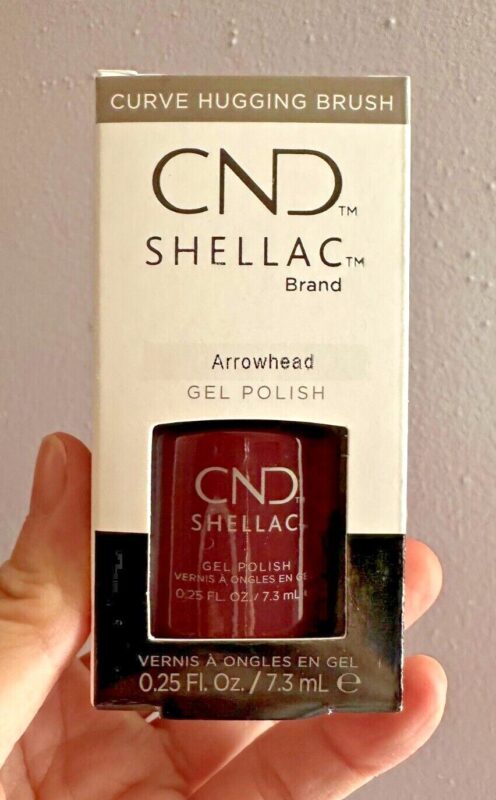 CURVE HUGGING BRUSH
CND™
SHELLAC™
Brand
Arrowhead
GEL POLISH
CND
SHELLAC
GEL POLISH
VERNIS À ONGLES EN GE
0.25 FL. OZ./7.3 mL
VERNIS À ONGLES EN GEL
0.25 Fl. Oz./7.3 mL ℮